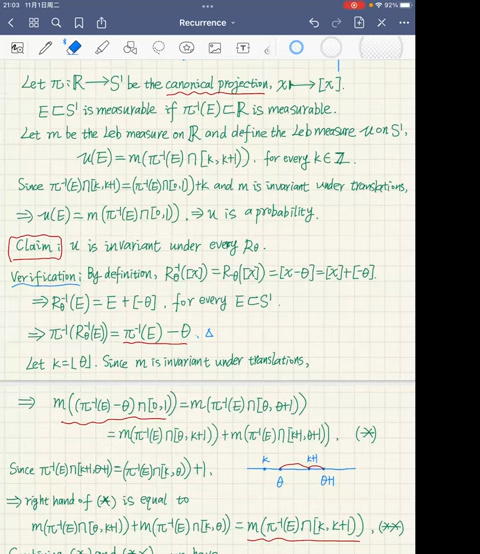 21:03 11月1日周二
92%
Recurrence
Let π: ℝ → S¹ be the canonical projection, x ↦ [x].
E ⊂ S¹ is measurable if π⁻¹(E) ⊂ ℝ is measurable.
Let m be the Leb measure on ℝ and define the Leb measure u on S¹,
u(E) = m(π⁻¹(E) ∩ [k, k+1)), for every k ∈ ℤ.
Since π⁻¹(E) ∩ [k, k+1) = (π⁻¹(E) ∩ [0,1)) + k and m is invariant under translations,
⇒ u(E) = m(π⁻¹(E) ∩ [0,1)). ⇒ u is a probability.
Claim: u is invariant under every Rθ.
Verification: By definition, Rθ⁻¹([x]) = R₋θ([x]) = [x-θ] = [x] + [-θ].
⇒ Rθ⁻¹(E) = E + [-θ], for every E ⊂ S¹.
⇒ π⁻¹(Rθ⁻¹(E)) = π⁻¹(E) - θ. Δ
Let k = ⌊θ⌋. Since m is invariant under translations,
⇒ m((π⁻¹(E) - θ) ∩ [0,1)) = m(π⁻¹(E) ∩ [θ, θ+1))
= m(π⁻¹(E) ∩ [θ, k+1)) + m(π⁻¹(E) ∩ [k+1, θ+1)). (*)
k k+1
Since π⁻¹(E) ∩ [k+1, θ+1) = (π⁻¹(E) ∩ [k, θ)) + 1,
θ θ+1
⇒ right hand of (*) is equal to
m(π⁻¹(E) ∩ [θ, k+1)) + m(π⁻¹(E) ∩ [k, θ)) = m(π⁻¹(E) ∩ [k, k+1)). (**)